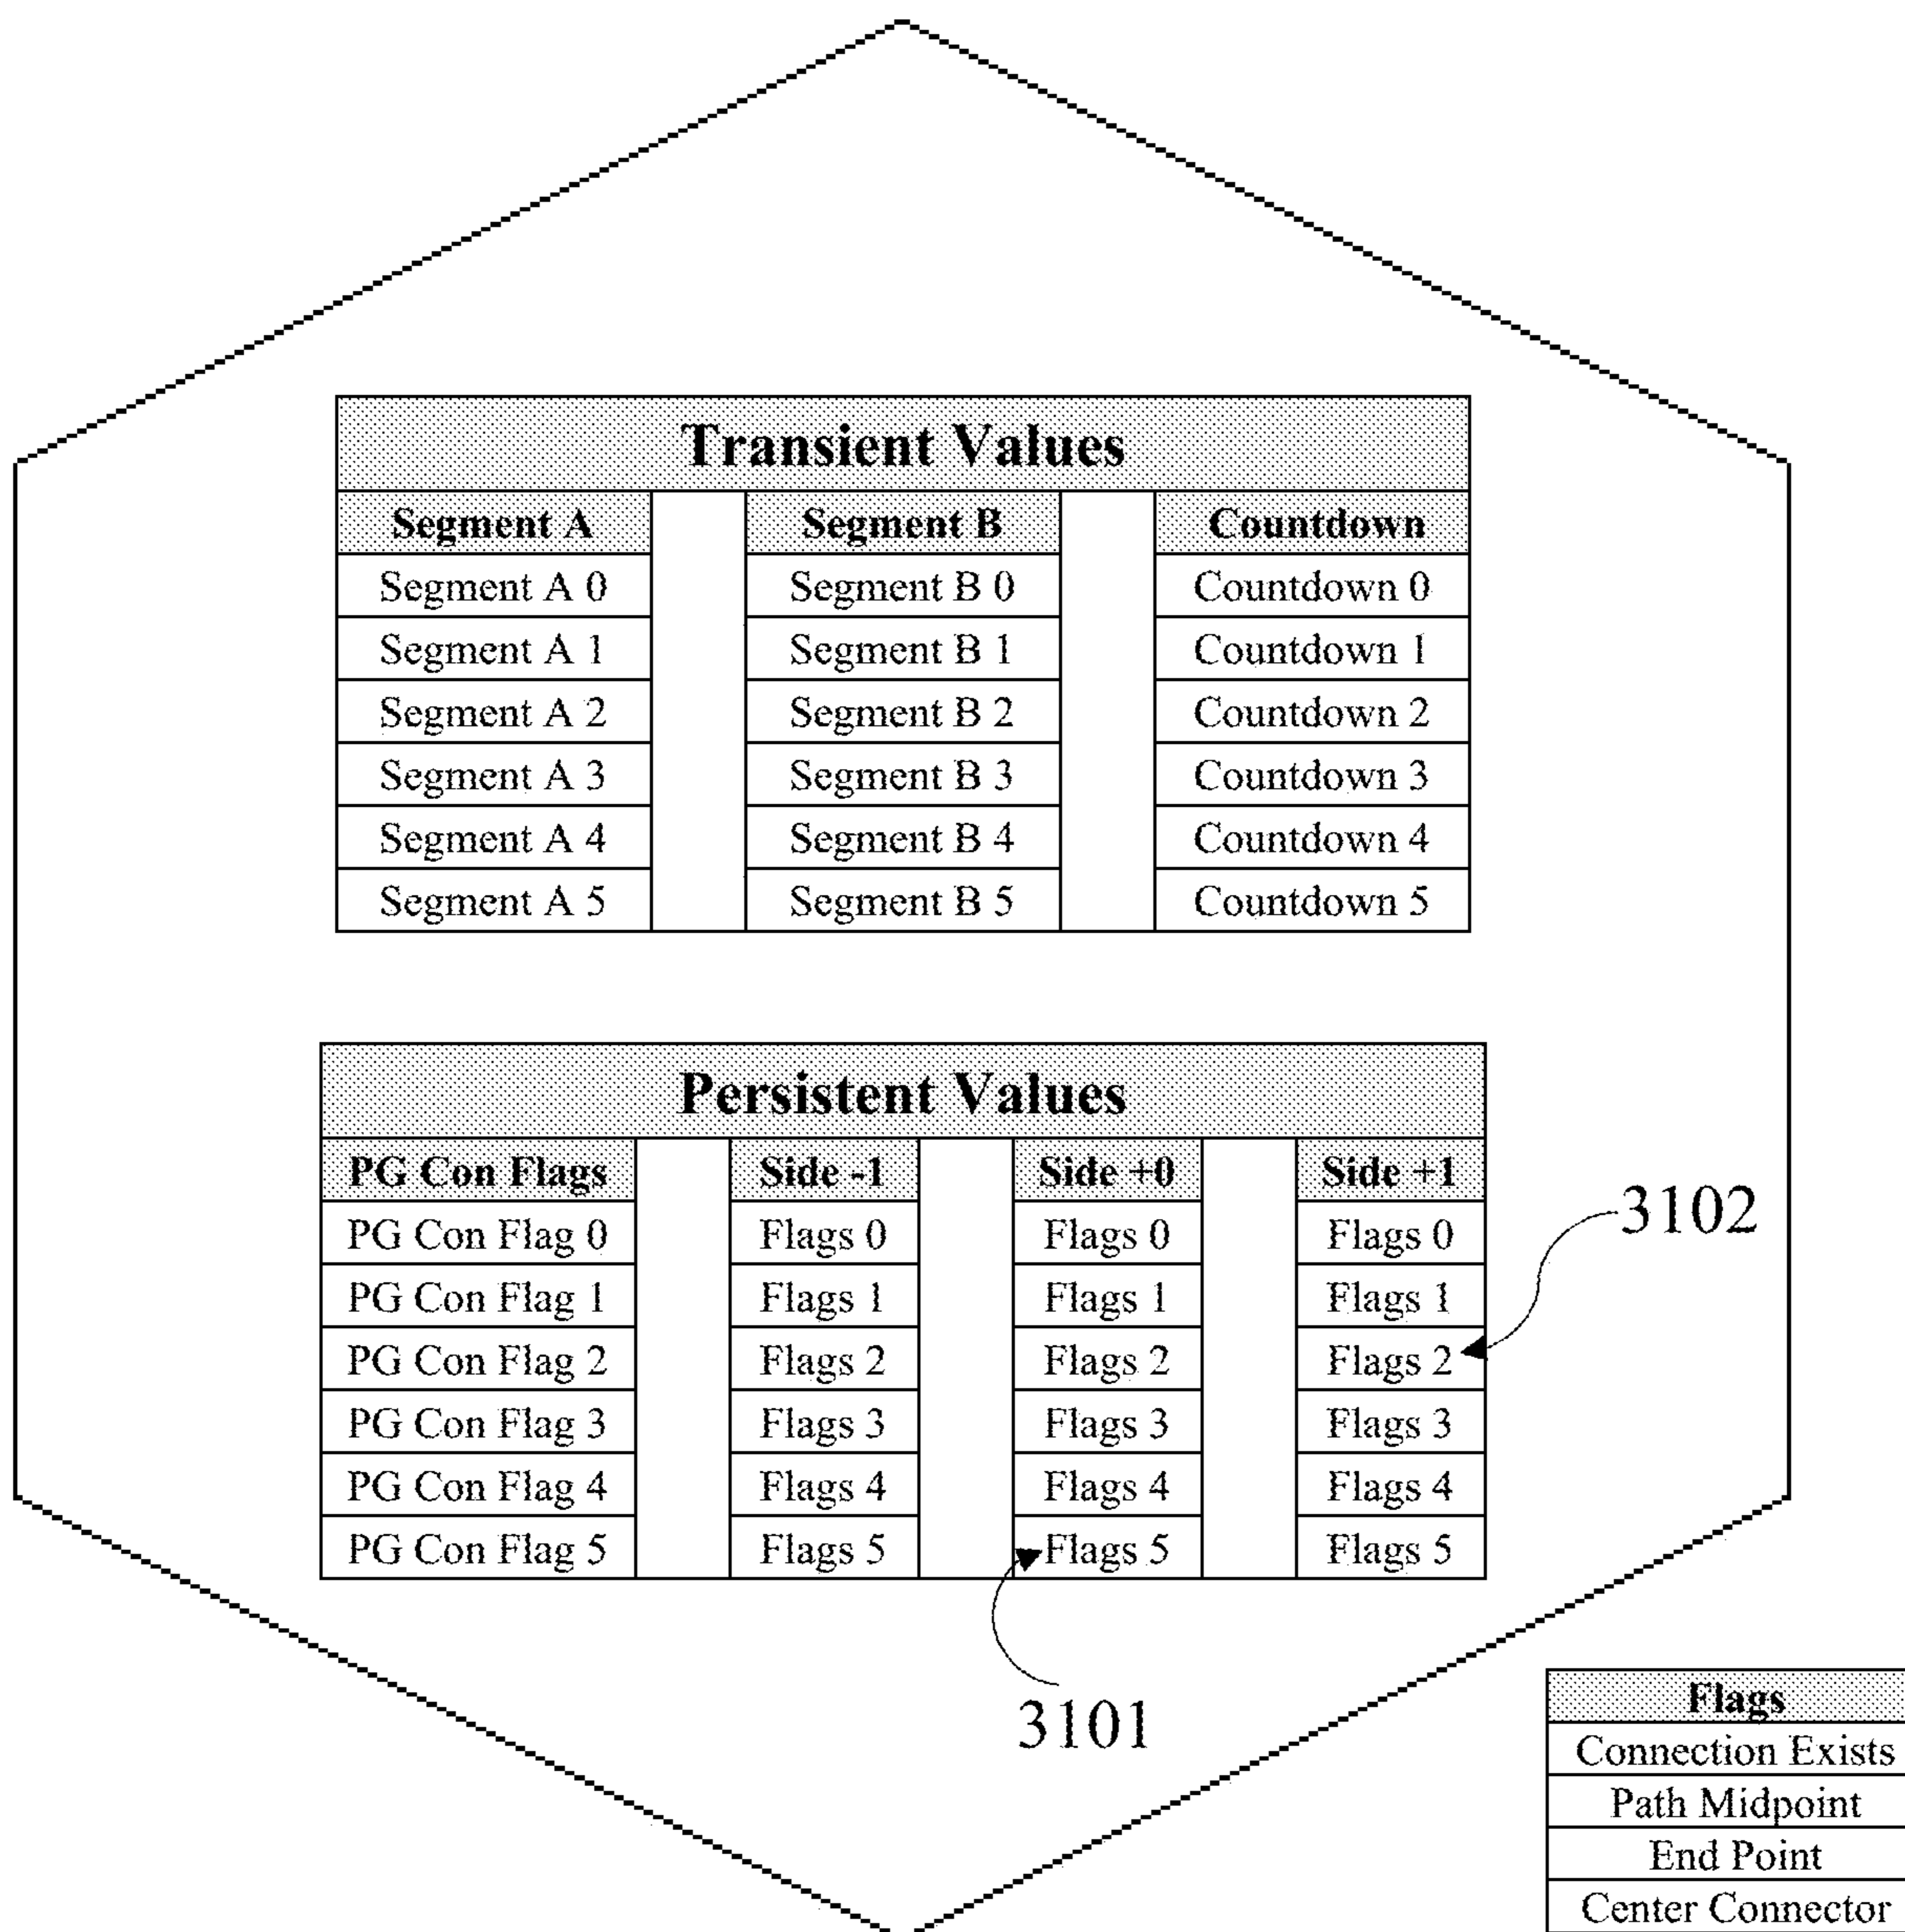 Transient Values
Segment A Segment B Countdown
Segment A 0 Segment B 0 Countdown 0
Segment A 1 Segment B 1 Countdown 1
Segment A 2 Segment B 2 Countdown 2
Segment A 3 Segment B 3 Countdown 3
Segment A 4 Segment B 4 Countdown 4
Segment A 5 Segment B 5 Countdown 5
Persistent Values
PG Con Flags Side -1 Side +0 Side +1
PG Con Flag 0 Flags 0 Flags 0 Flags 0
PG Con Flag 1 Flags 1 Flags 1 Flags 1
PG Con Flag 2 Flags 2 Flags 2 Flags 2
PG Con Flag 3 Flags 3 Flags 3 Flags 3
PG Con Flag 4 Flags 4 Flags 4 Flags 4
PG Con Flag 5 Flags 5 Flags 5 Flags 5
3102
3101
Flags
Connection Exists
Path Midpoint
End Point
Center Connector